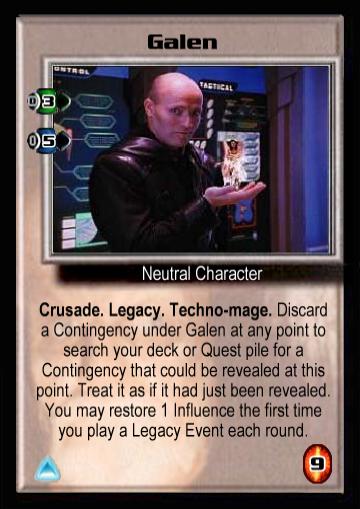 Galen
ONTROL
TACTICAL
3
5
Neutral Character
Crusade. Legacy. Techno-mage. Discard
a Contingency under Galen at any point to
search your deck or Quest pile for a
Contingency that could be revealed at this
point. Treat it as if it had just been revealed.
You may restore 1 Influence the first time
you play a Legacy Event each round.
9